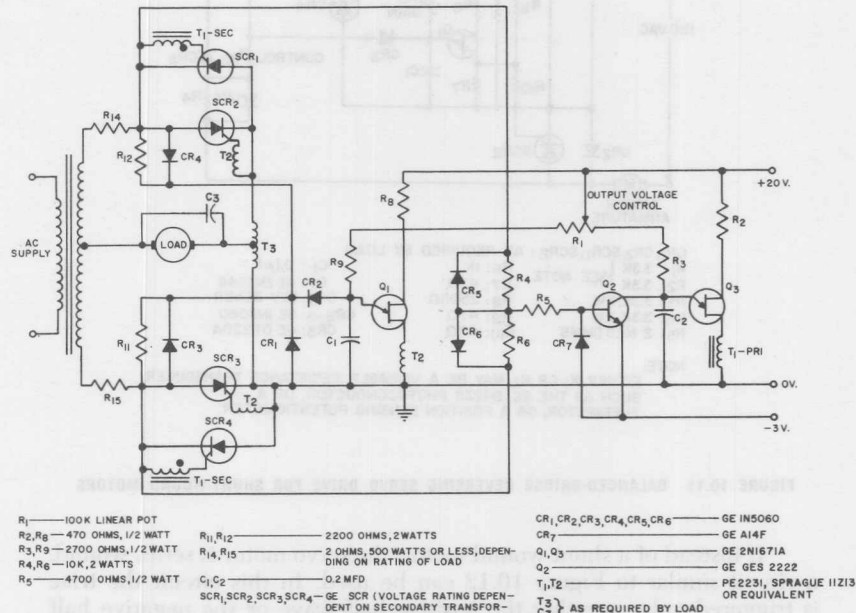 T1-SEC
SCR1
SCR2
R14
R12
CR4
T2
C3
AC SUPPLY
LOAD
T3
R9
R8
CR2
Q1
R11
CR3
CR1
C1
T2
SCR3
R15
T2
SCR4
T1-SEC
+20V.
OUTPUT VOLTAGE CONTROL
R1
R2
R3
CR5
R4
R5
Q2
Q3
CR6
R6
C2
CR7
T1-PRI
0V.
-3V.
R1 100K LINEAR POT
R2,R8 470 OHMS, 1/2 WATT
R3,R9 2700 OHMS, 1/2 WATT
R4,R6 10K, 2 WATTS
R5 4700 OHMS, 1/2 WATT
R11,R12 2200 OHMS, 2 WATTS
R14,R15 2 OHMS, 500 WATTS OR LESS, DEPENDING ON RATING OF LOAD
C1,C2 0.2 MFD
SCR1,SCR2,SCR3,SCR4 GE SCR (VOLTAGE RATING DEPENDENT ON SECONDARY TRANSFOR-
CR1,CR2,CR3,CR4,CR5,CR6 GE IN5060
CR7 GE A14F
Q1,Q3 GE2N1671A
Q2 GE GES 2222
T1,T2 PE2231, SPRAGUE 11Z13 OR EQUIVALENT
T3 } AS REQUIRED BY LOAD